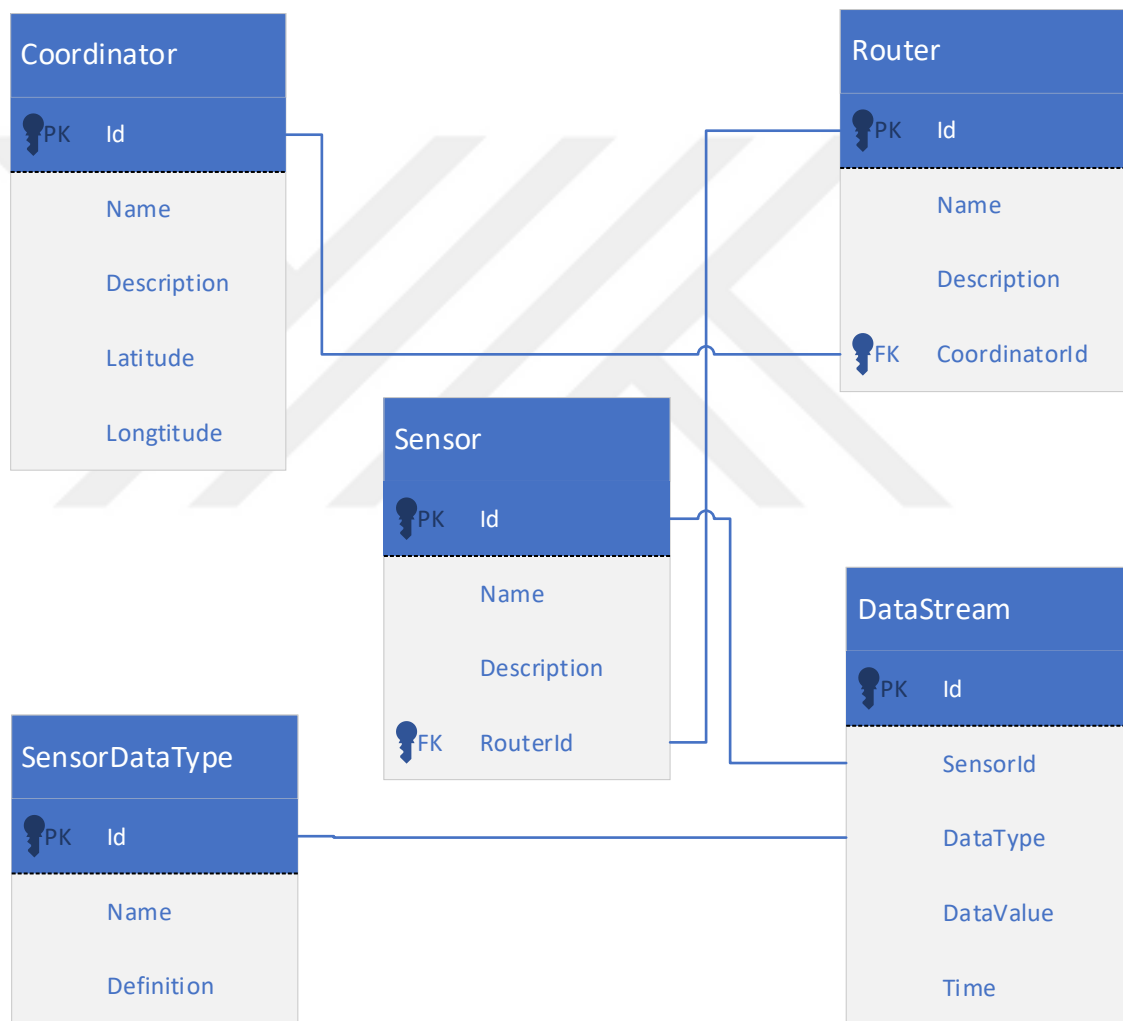 Coordinator
PK Id
Name
Description
Latitude
Longtitude
Router
PK Id
Name
Description
FK CoordinatorId
Sensor
PK Id
Name
Description
FK RouterId
SensorDataType
PK Id
Name
Definition
DataStream
PK Id
SensorId
DataType
DataValue
Time